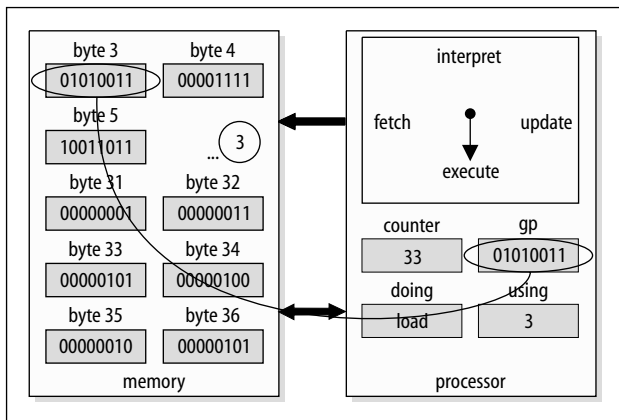 byte 3 byte 4
01010011 00001111
byte 5
10011011
... 3
byte 31 byte 32
00000001 00000011
byte 33 byte 34
00000101 00000100
byte 35 byte 36
00000010 00000101
memory
interpret
fetch update
execute
counter gp
33 01010011
doing using
load 3
processor